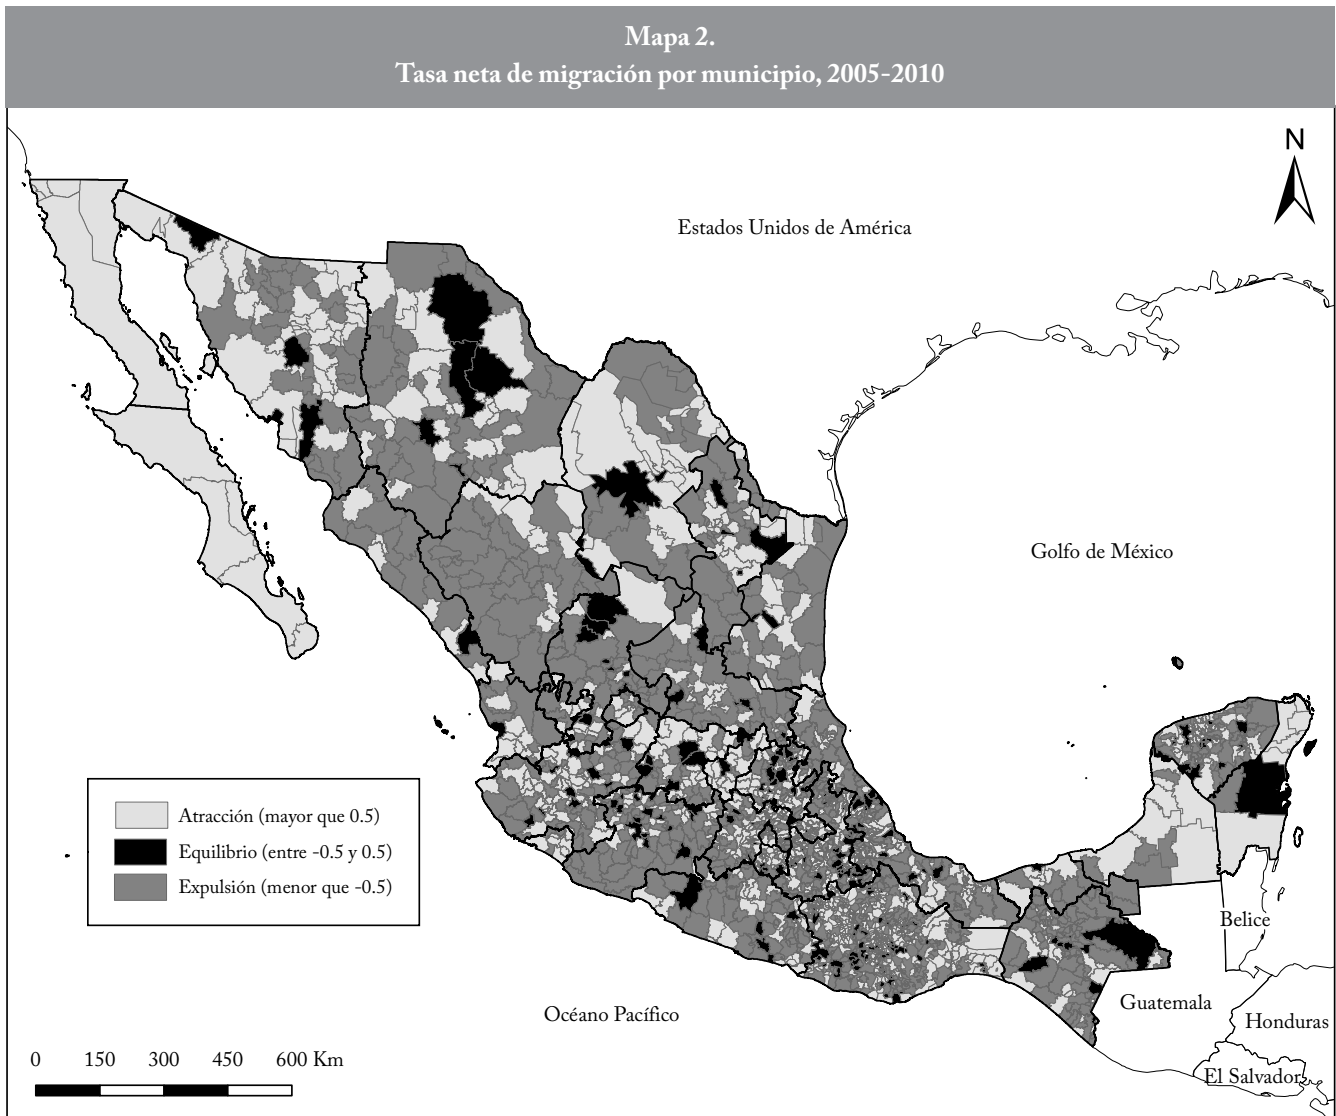 Mapa 2.
Tasa neta de migración por municipio, 2005-2010
N
Estados Unidos de América
Golfo de México
Atracción (mayor que 0.5)
Equilibrio (entre -0.5 y 0.5)
Expulsión (menor que -0.5)
Belice
Guatemala
Océano Pacífico
Honduras
0 150 300 450 600 Km
El Salvador